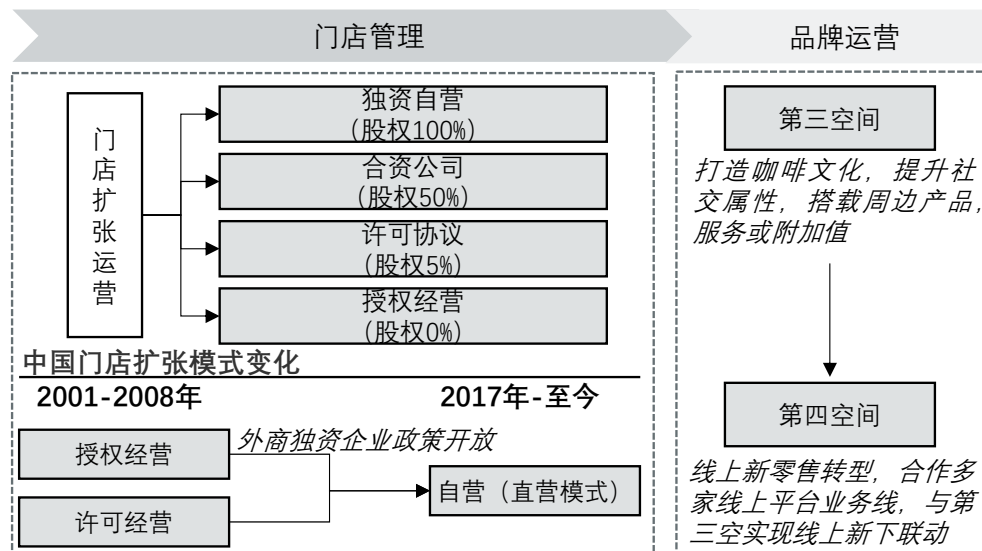 门店管理
品牌运营
门
店
扩
张
运
营
独资自营
(股权100%)
合资公司
(股权50%)
许可协议
(股权5%)
授权经营
(股权0%)
中国门店扩张模式变化
2001-2008年
2017年-至今
授权经营
外商独资企业政策开放
许可经营
自营（直营模式）
第三空间
打造咖啡文化，提升社
交属性，搭载周边产品，
服务或附加值
第四空间
线上新零售转型，合作多
家线上平台业务线，与第
三空实现线上新下联动